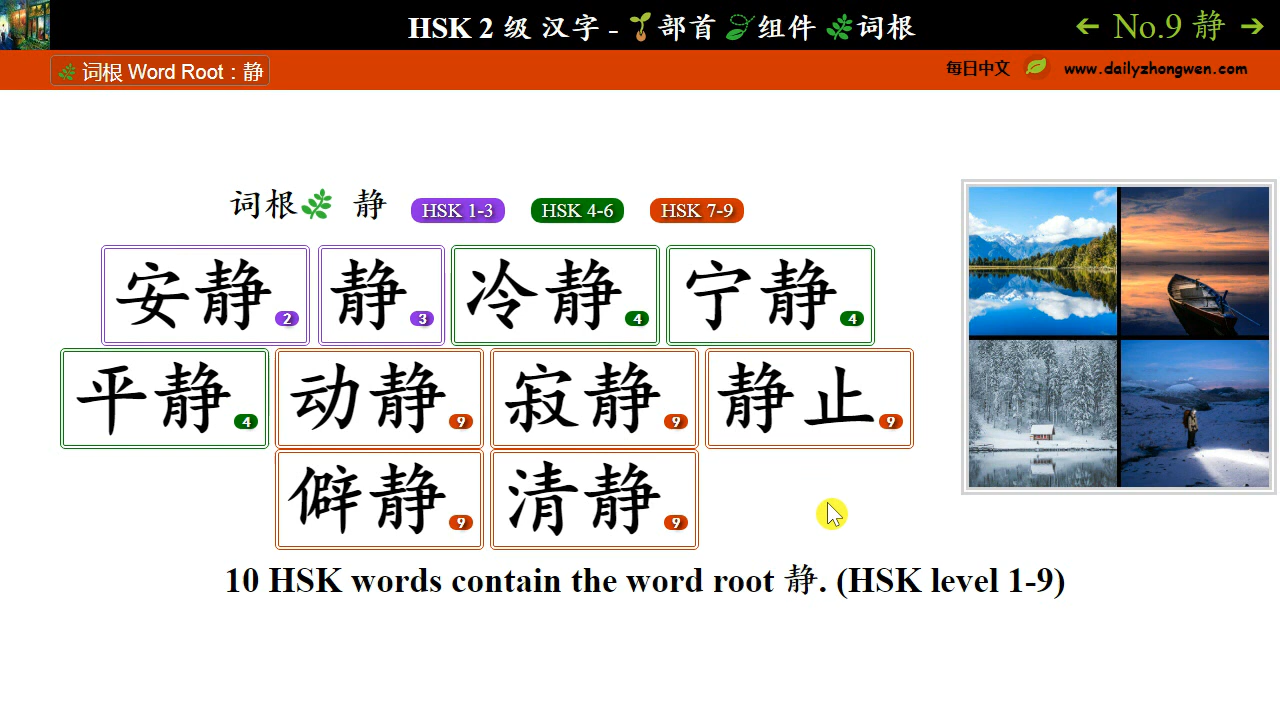 HSK 2 级 汉字 - 部首 组件 词根
← No.9 静 →
词根 Word Root : 静
每日中文 www.dailyzhongwen.com
词根 静 HSK 1-3 HSK 4-6 HSK 7-9
安静 2 静 3 冷静 4 宁静 4
平静 4 动静 9 寂静 9 静止 9
僻静 9 清静 9
10 HSK words contain the word root 静. (HSK level 1-9)